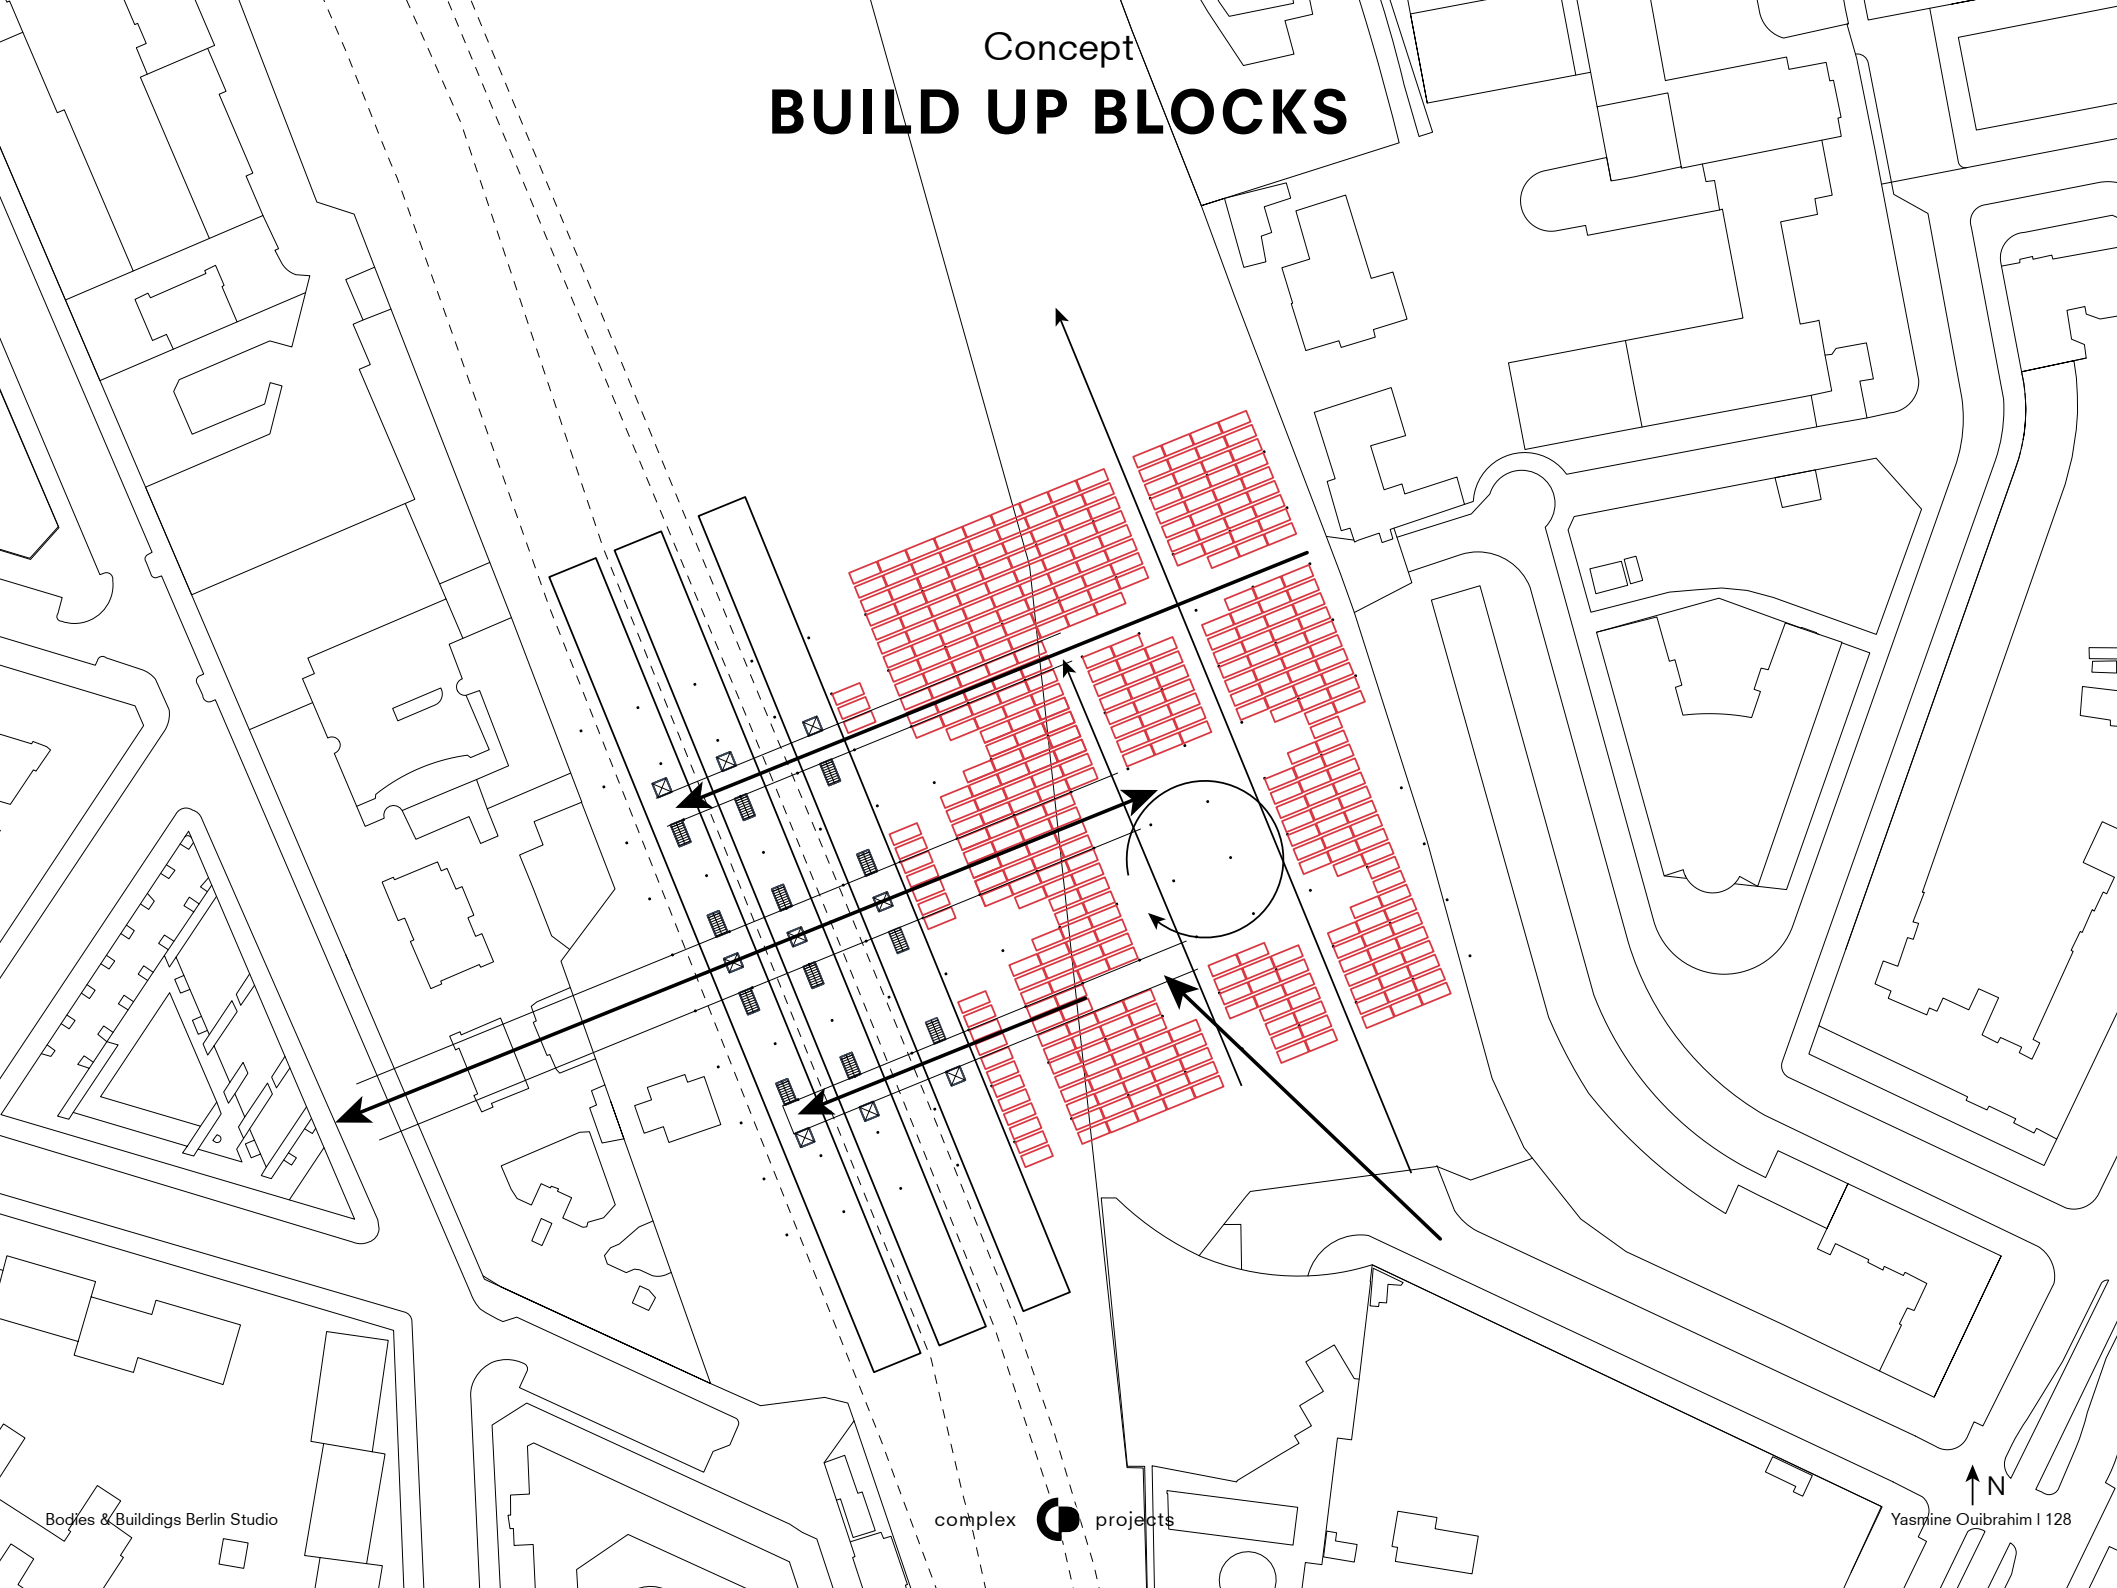 Concept
BUILD UP BLOCKS
N
Bodies & Buildings Berlin Studio
complex projects
Yasmine Ouibrahim | 128